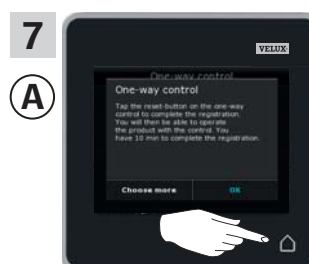 7
VELUX
A
One-way control
One-way control
Tap the reset-button on the one-way
control to complete the registration.
You will then be able to operate
the product with the control. You
have 10 min to complete the registration.
Choose more OK